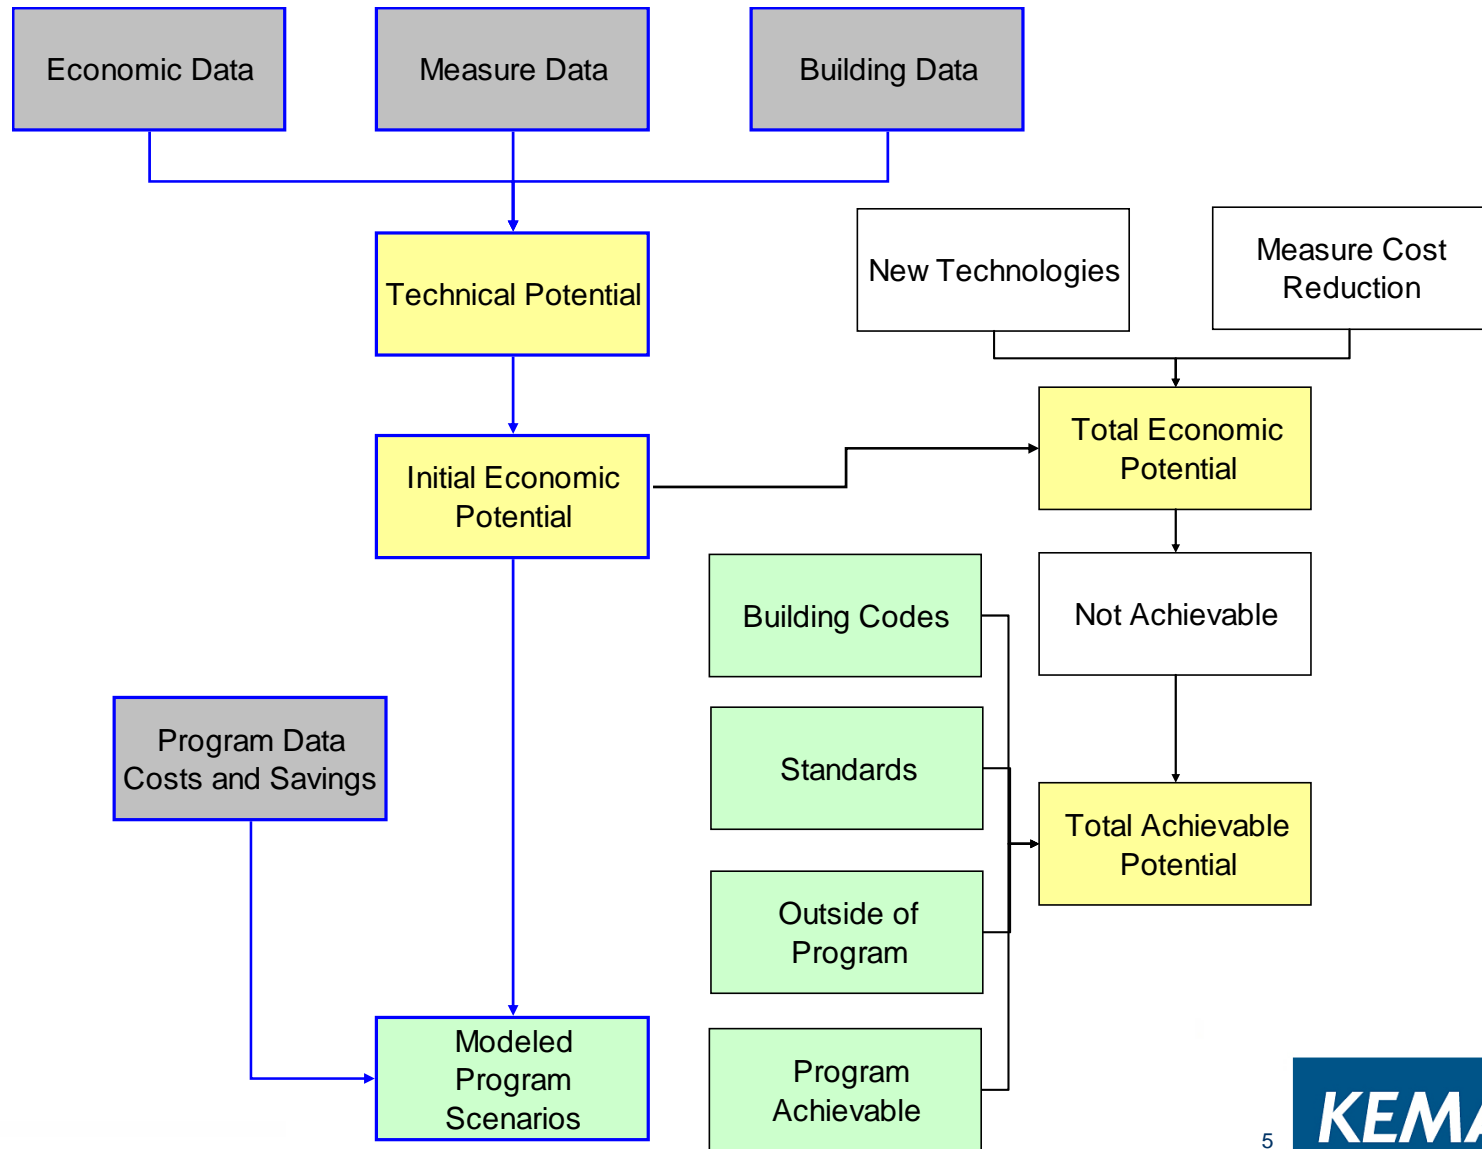 Economic Data
Measure Data
Building Data
Technical Potential
New Technologies
Measure Cost
Reduction
Initial Economic
Potential
Total Economic
Potential
Building Codes
Not Achievable
Program Data
Costs and Savings
Standards
Total Achievable
Potential
Outside of
Program
Modeled
Program
Scenarios
Program
Achievable
5
KEMA